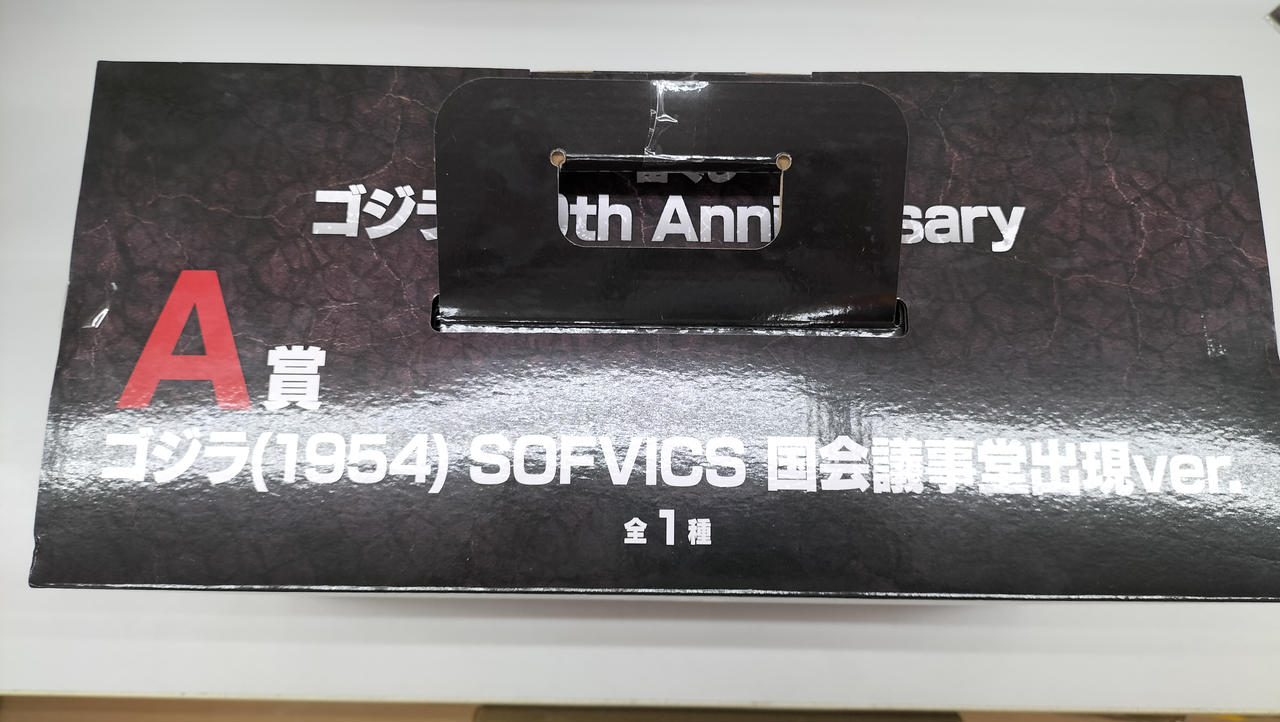 ゴジラ 0th Anni sary
A賞
ゴジラ(1954) SOFVICS 国会議事堂出現ver.
全1種